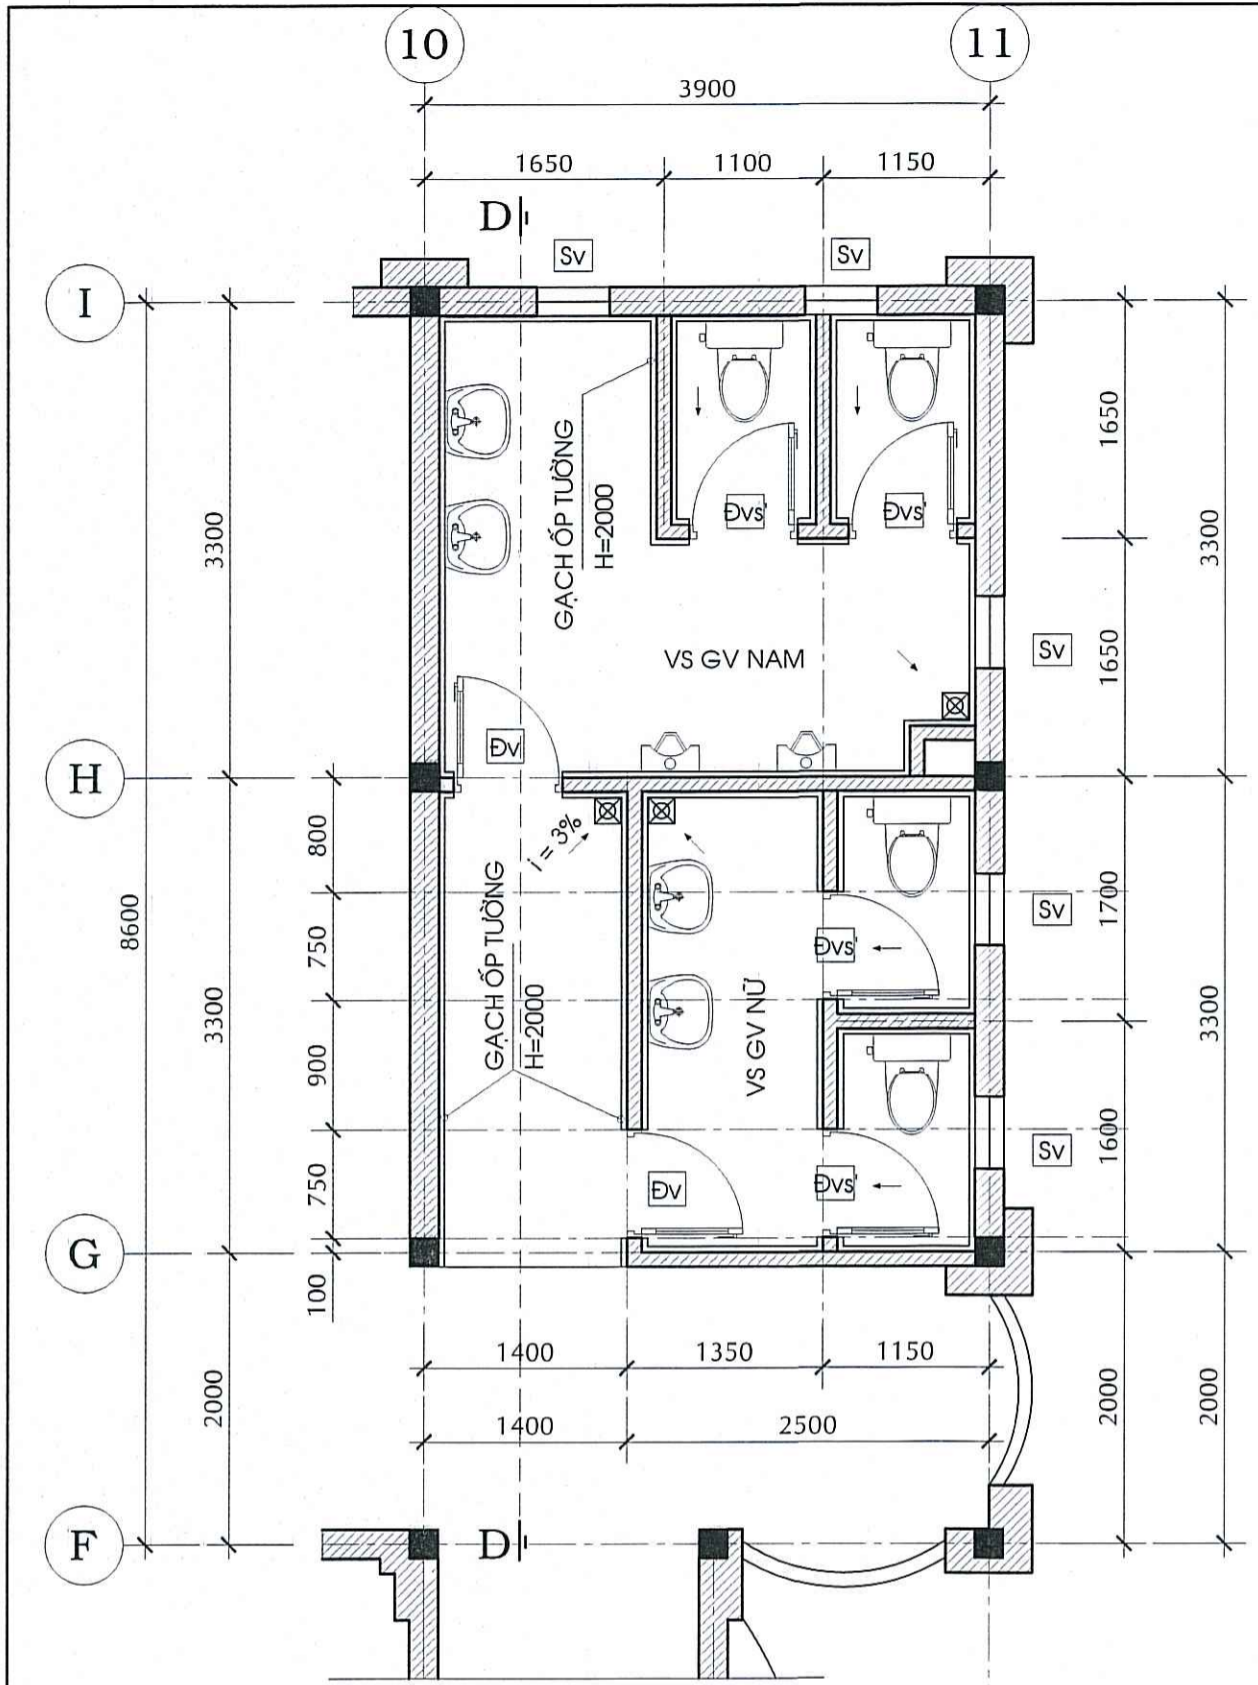 10
11
3900
1650
1100
1150
D
Sv
Sv
I
GẠCH ỐP TƯỜNG
H=2000
Đvs'
Đvs'
3300
1650
3300
VS GV NAM
Sv
1650
Đv
H
800
i = 3%
GẠCH ỐP TƯỜNG
H=2000
8600
750
Đvs'
Sv
1700
VS GV NỮ
3300
900
3300
750
Đv
Đvs'
Sv
1600
G
100
1400
1350
1150
2000
1400
2500
2000
2000
F
D